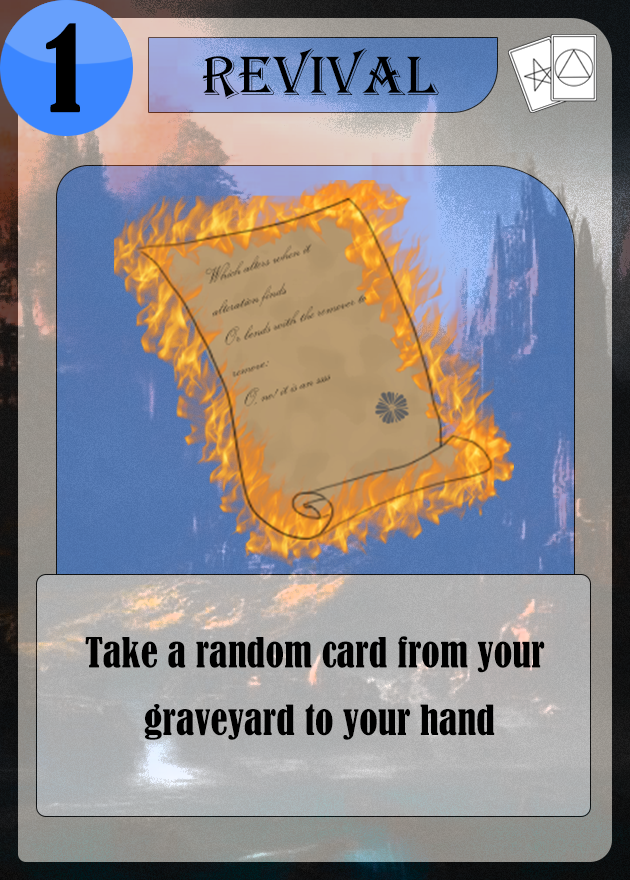 1
REVIVAL
Which alters when it
alteration finds
Or bends with the remover to
remove:
O, no! it is an
Take a random card from your
graveyard to your hand